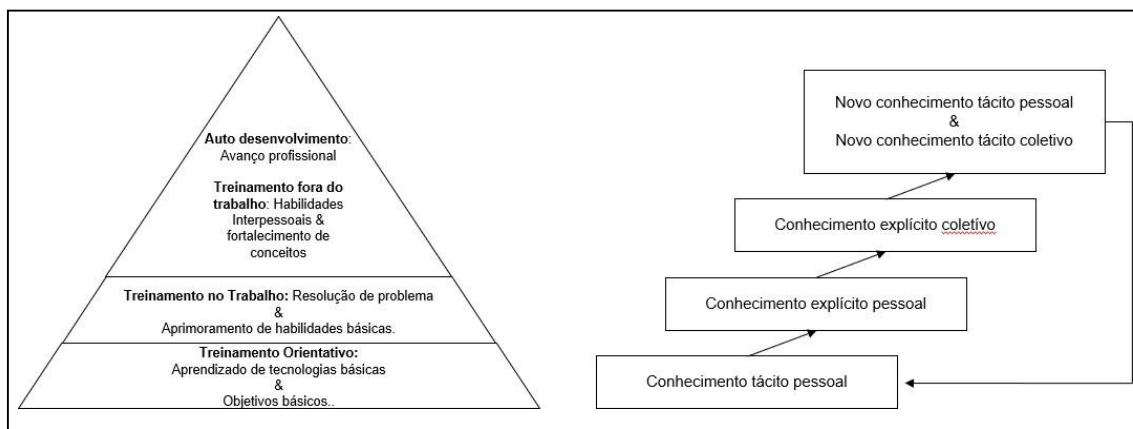 Auto desenvolvimento:
Avanço profissional
Treinamento fora do
trabalho: Habilidades
Interpessoais &
fortalecimento de
conceitos
Treinamento no Trabalho: Resolução de problema
&
Aprimoramento de habilidades básicas.
Treinamento Orientativo:
Aprendizado de tecnologias básicas
&
Objetivos básicos..
Novo conhecimento tácito pessoal
&
Novo conhecimento tácito coletivo
Conhecimento explícito coletívo
Conhecimento explícito pessoal
Conhecimento tácito pessoal